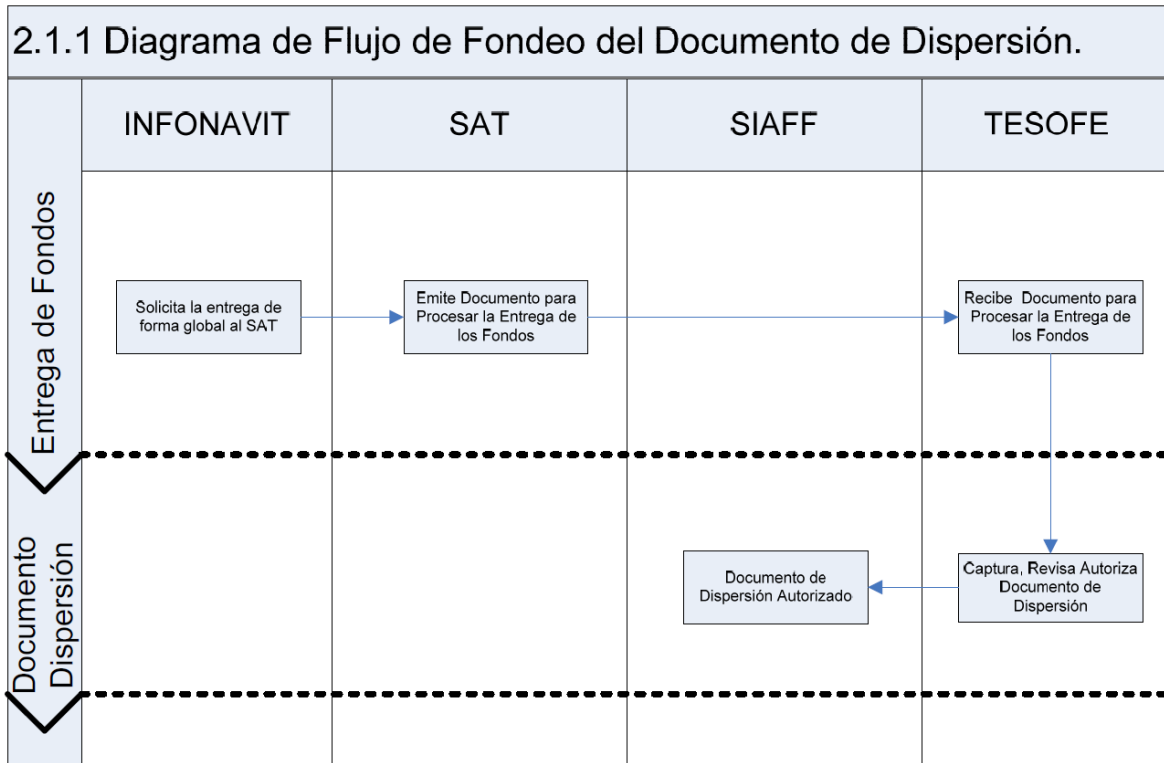 2.1.1 Diagrama de Flujo de Fondeo del Documento de Dispersión.
INFONAVIT
SAT
SIAFF
TESOFE
Entrega de Fondos
Solicita la entrega de
forma global al SAT
Emite Documento para
Procesar la Entrega de
los Fondos
Recibe Documento para
Procesar la Entrega de
los Fondos
Documento
Dispersión
Documento de
Dispersión Autorizado
Captura, Revisa Autoriza
Documento de
Dispersión